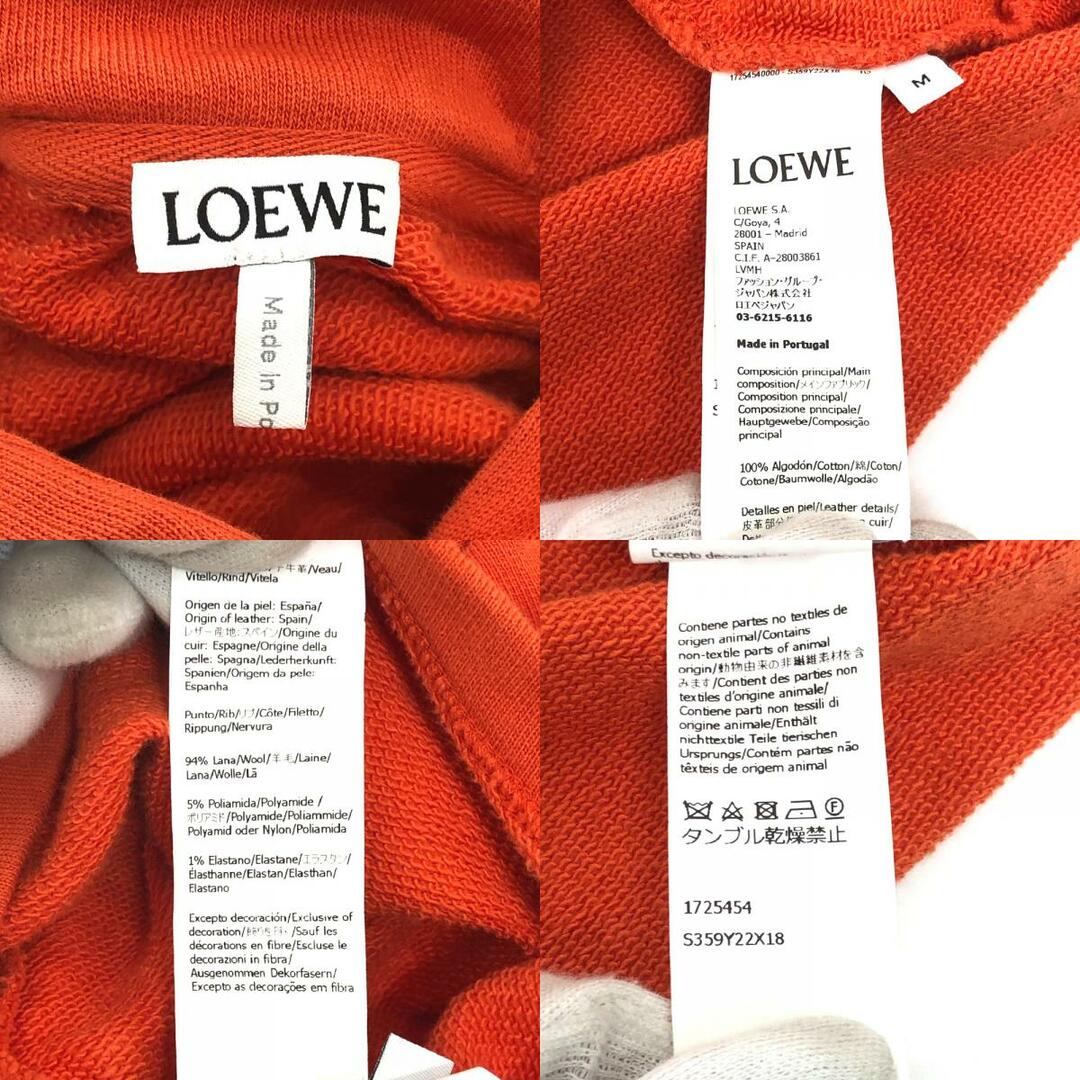 LOEWE
Made in Po
17254540000 - S359Y22X18
M
LOEWE
LOEWE S.A.
C/Goya, 4
28001 – Madrid
SPAIN
C.I.F. A-28003861
LVMH
ファッション・グループ・
ジャパン株式会社
ロエベジャパン
03-6215-6116
Made in Portugal
Composición principal/Main
composition/メインファブリック/
Composition principal/
Composizione principale/
Hauptgewebe/Composição
principal
100% Algodón/Cotton/綿/Coton/
Cotone/Baumwolle/Algodão
Detalles en piel/Leather details/
皮革部分
cuir/
牛革/Veau/
Vitello/Rind/Vitela
Origen de la piel: España/
Origin of leather: Spain/
レザー産地:スペイン/Origine du
cuir: Espagne/Origine della
pelle: Spagna/Lederherkunft:
Spanien/Origem da pele:
Espanha
Punto/Rib/リブ/Côte/Filetto/
Rippung/Nervura
94% Lana/Wool/羊毛/Laine/
Lana/Wolle/Lã
5% Poliamida/Polyamide /
ポリアミド/Polyamide/Poliammide/
Polyamid oder Nylon/Poliamida
1% Elastano/Elastane/エラスタン/
Élasthanne/Elastan/Elasthan/
Elastano
Excepto decoración/Exclusive of
decoration/ /Sauf les
décorations en fibre/Escluse le
decorazioni in fibra/
Ausgenommen Dekorfasern/
Excepto as decorações em fibra
Excepto
Contiene partes no textiles de
origen animal/Contains
non-textile parts of animal
origin/動物由来の非繊維素材を含
みます/Contient des parties non
textiles d'origine animale/
Contiene parti non tessili di
origine animale/Enthält
nichttextile Teile tierischen
Ursprungs/Contém partes não
têxteis de origem animal
タンブル乾燥禁止
1725454
S359Y22X18